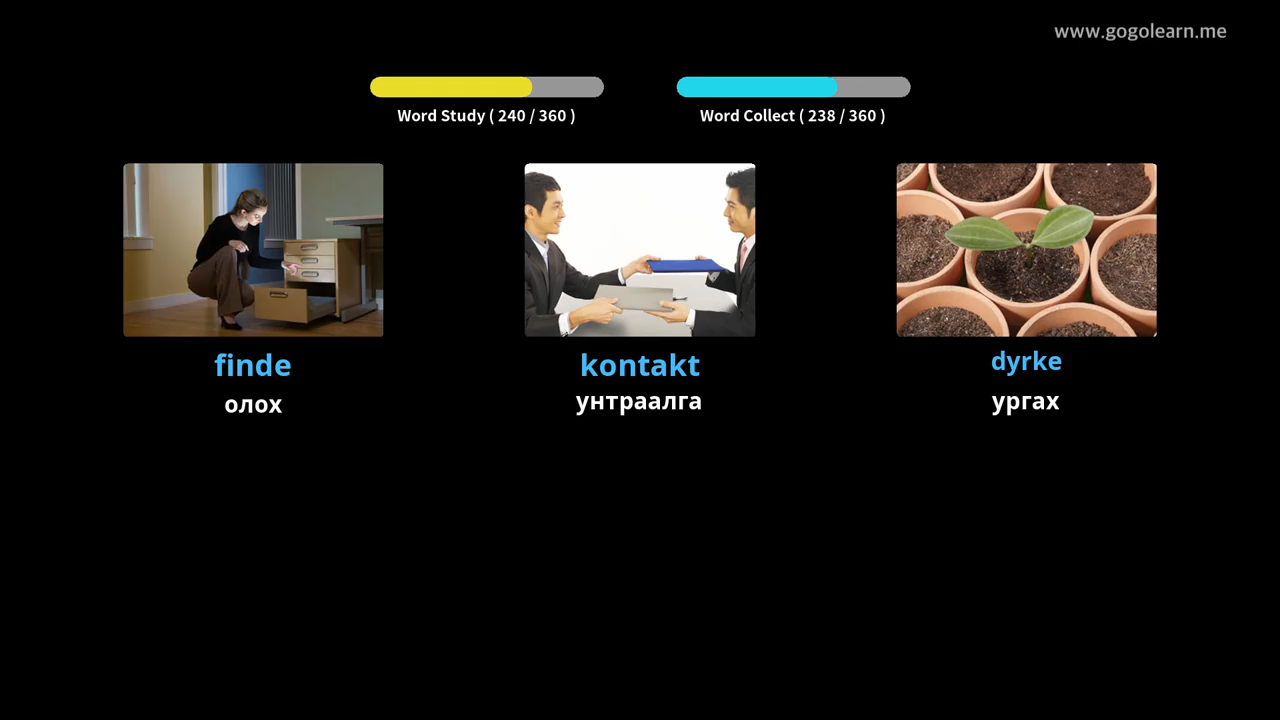 www.gogolearn.me
Word Study ( 240 / 360 )
Word Collect ( 238 / 360 )
finde
олох
kontakt
унтраалга
dyrke
ургах